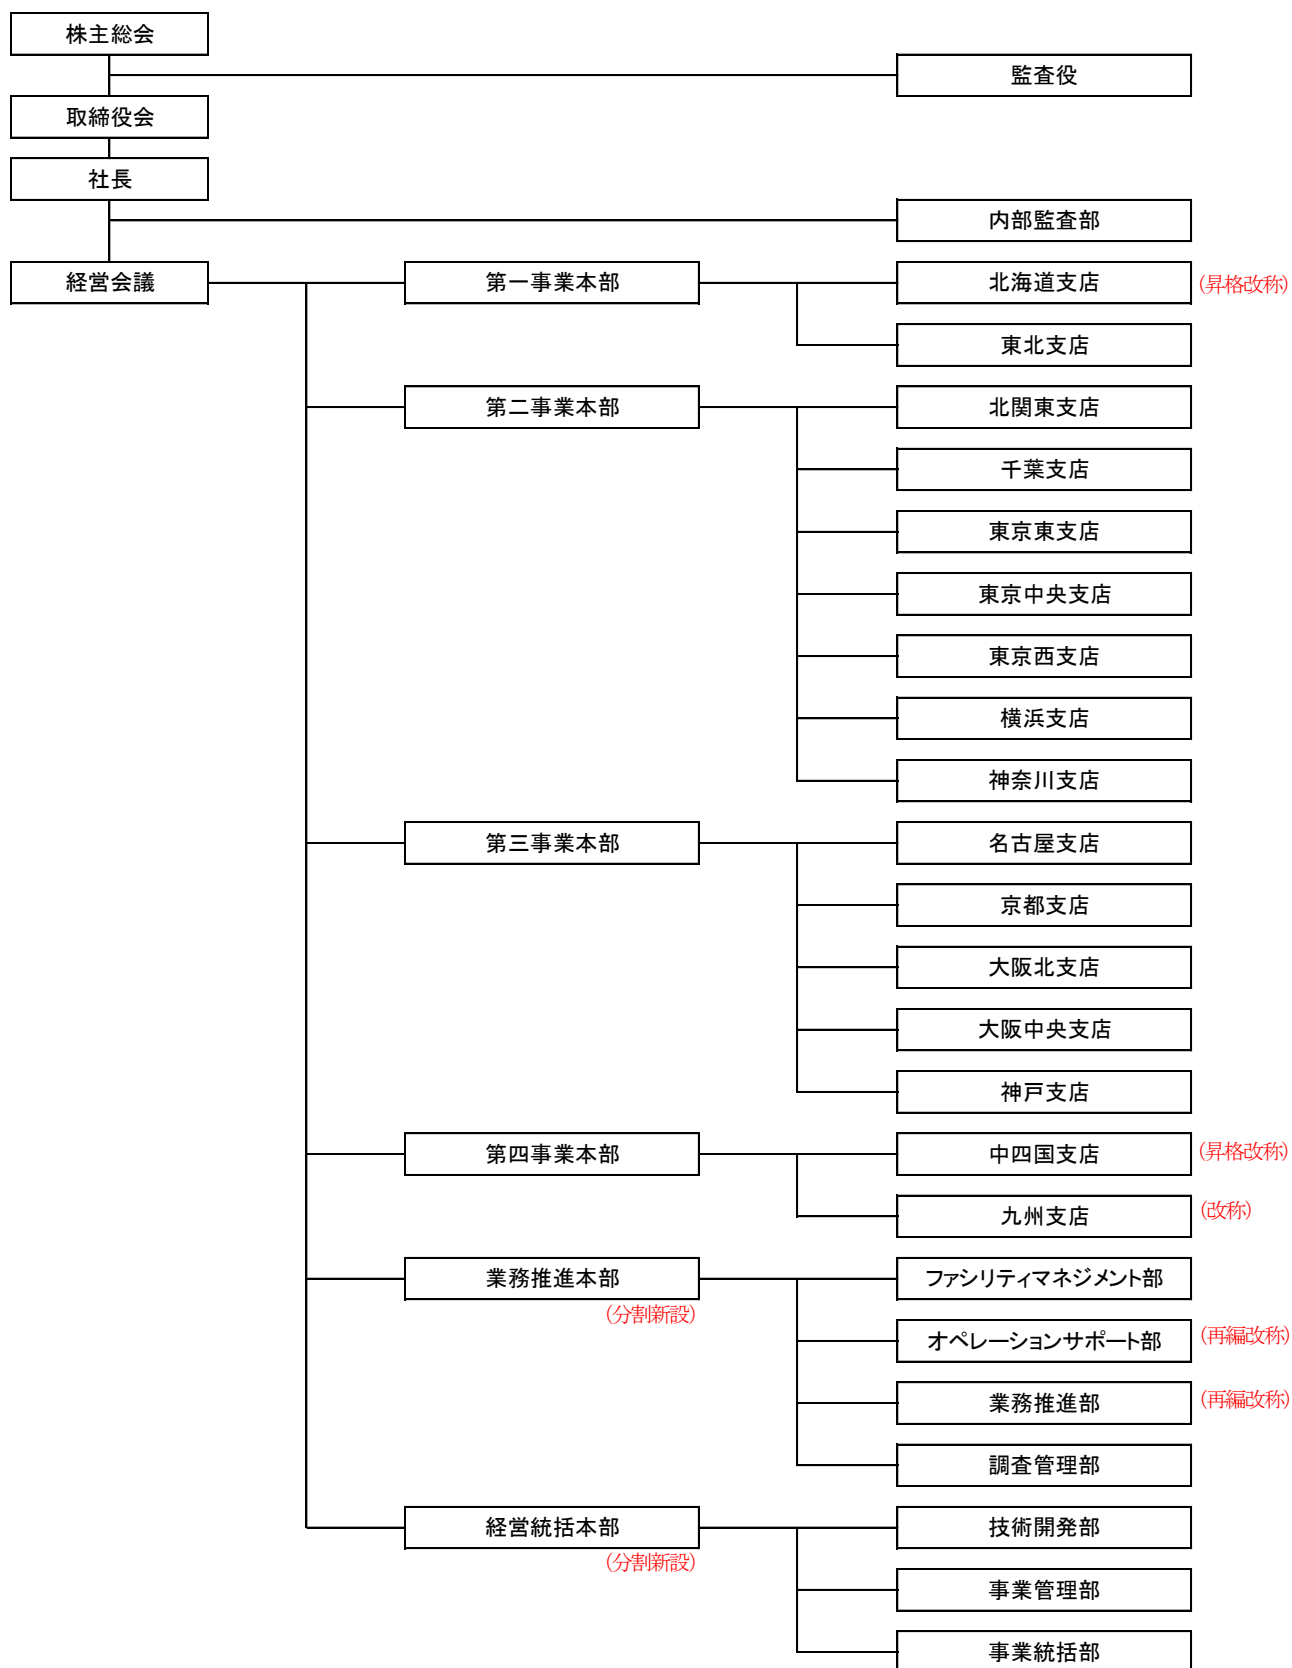 株主総会
監査役
取締役会
社長
内部監査部
経営会議
第一事業本部
北海道支店
(昇格改称)
東北支店
第二事業本部
北関東支店
千葉支店
東京東支店
東京中央支店
東京西支店
横浜支店
神奈川支店
第三事業本部
名古屋支店
京都支店
大阪北支店
大阪中央支店
神戸支店
第四事業本部
中四国支店
(昇格改称)
九州支店
(改称)
業務推進本部
(分割新設)
ファシリティマネジメント部
オペレーションサポート部
(再編改称)
業務推進部
(再編改称)
調査管理部
経営統括本部
(分割新設)
技術開発部
事業管理部
事業統括部